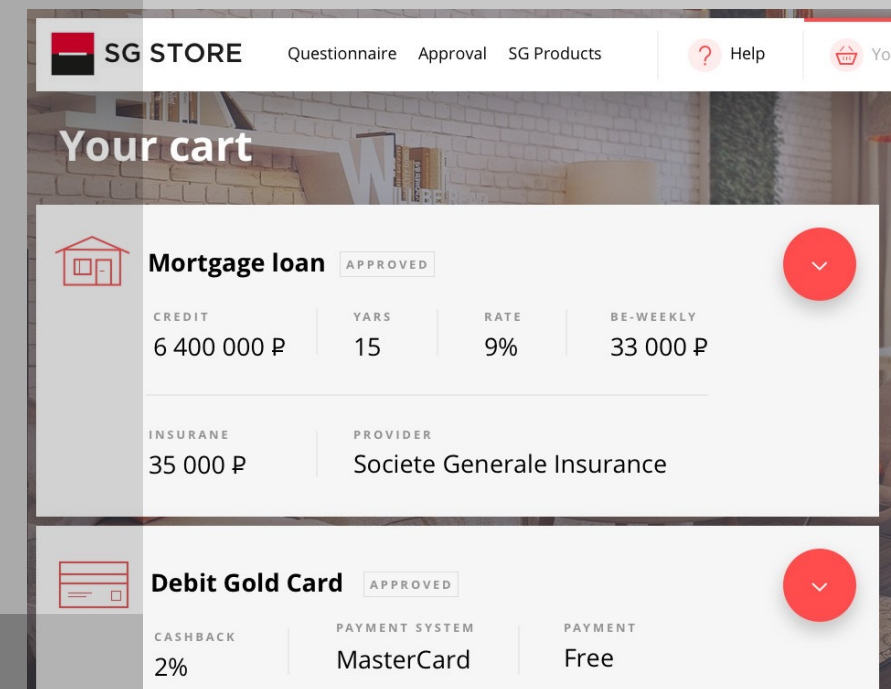 SG STORE
Questionnaire Approval SG Products
? Help
Yo
Your cart
Mortgage loan APPROVED
CREDIT YARS RATE BE-WEEKLY
6 400 000 ₽ 15 9% 33 000 ₽
INSURANE PROVIDER
35 000 ₽ Societe Generale Insurance
Debit Gold Card APPROVED
CASHBACK PAYMENT SYSTEM PAYMENT
2% MasterCard Free